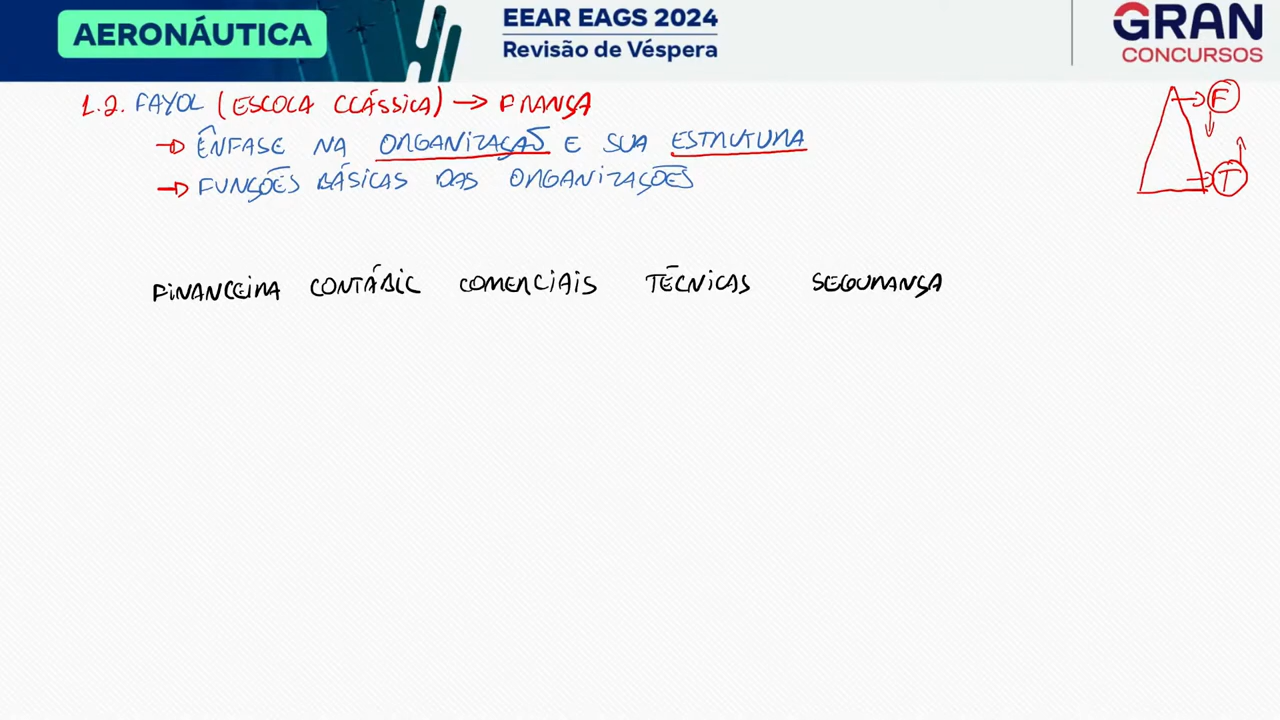 AERONÁUTICA
EEAR EAGS 2024
Revisão de Véspera
GRAN
CONCURSOS
1.2. FAYOL (ESCOLA CLÁSSICA) → FRANÇA
→ ÊNFASE NA ORGANIZAÇÃO E SUA ESTRUTURA
→ FUNÇÕES BÁSICAS DAS ORGANIZAÇÕES
F
T
FINANCEIRA CONTÁBIL COMERCIAIS TÉCNICAS SEGURANÇA